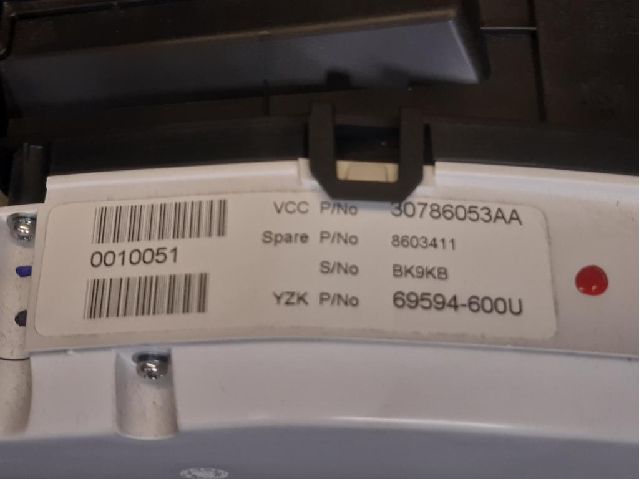 0010051
VCC P/No 30786053AA
Spare P/No 8603411
S/No BK9KB
YZK P/No 69594-600U